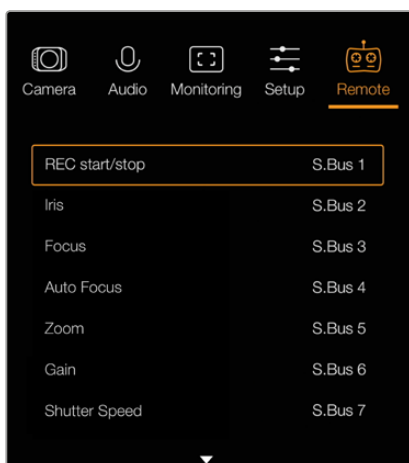 Camera Audio Monitoring Setup Remote
REC start/stop S.Bus 1
Iris S.Bus 2
Focus S.Bus 3
Auto Focus S.Bus 4
Zoom S.Bus 5
Gain S.Bus 6
Shutter Speed S.Bus 7